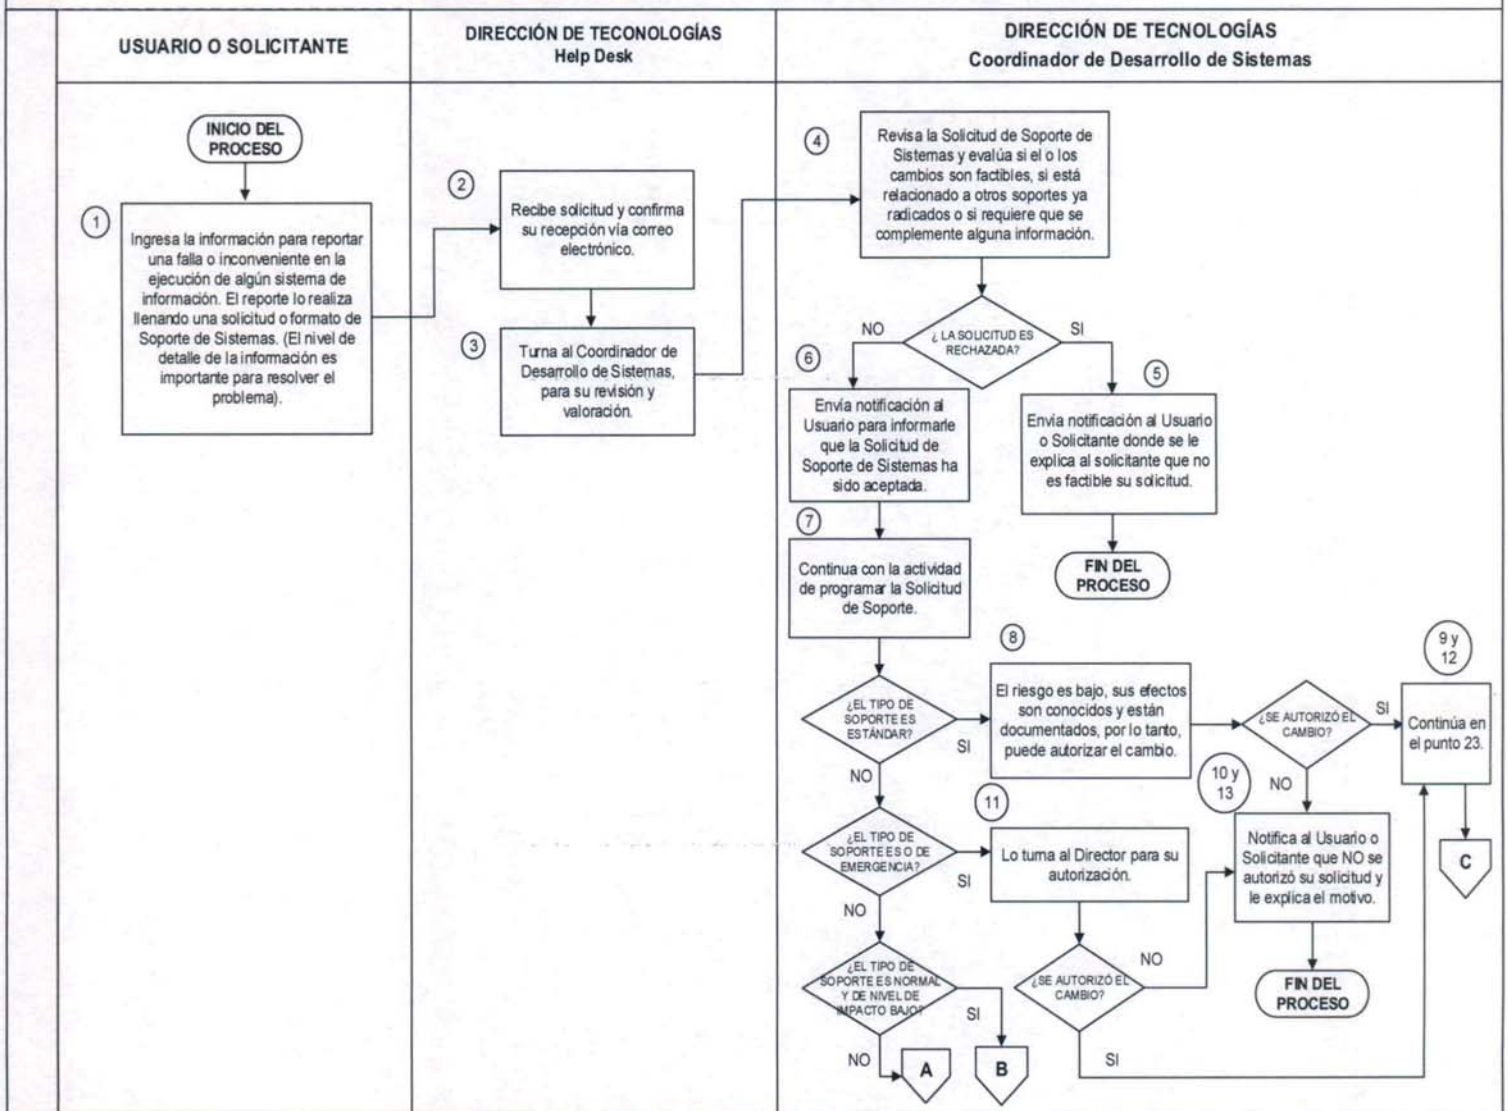 USUARIO O SOLICITANTE
DIRECCIÓN DE TECONOLOGÍAS
Help Desk
DIRECCIÓN DE TECNOLOGÍAS
Coordinador de Desarrollo de Sistemas
INICIO DEL
PROCESO
1
Ingresa la información para reportar
una falla o inconveniente en la
ejecución de algún sistema de
información. El reporte lo realiza
llenando una solicitud o formato de
Soporte de Sistemas. (El nivel de
detalle de la información es
importante para resolver el
problema).
2
Recibe solicitud y confirma
su recepción vía correo
electrónico.
3
Turna al Coordinador de
Desarrollo de Sistemas,
para su revisión y
valoración.
4
Revisa la Solicitud de Soporte de
Sistemas y evalúa si el o los
cambios son factibles, si está
relacionado a otros soportes ya
radicados o si requiere que se
complemente alguna información.
¿ LA SOLICITUD ES
RECHAZADA?
NO
SI
6
Envía notificación al
Usuario para informarle
que la Solicitud de
Soporte de Sistemas ha
sido aceptada.
5
Envía notificación al Usuario
o Solicitante donde se le
explica al solicitante que no
es factible su solicitud.
FIN DEL
PROCESO
7
Continua con la actividad
de programar la Solicitud
de Soporte.
¿EL TIPO DE
SOPORTE ES
ESTÁNDAR?
SI
NO
8
El riesgo es bajo, sus efectos
son conocidos y están
documentados, por lo tanto,
puede autorizar el cambio.
¿SE AUTORIZÓ EL
CAMBIO?
SI
NO
9 y
12
Continúa en
el punto 23.
C
10 y
13
Notifica al Usuario o
Solicitante que NO se
autorizó su solicitud y
le explica el motivo.
FIN DEL
PROCESO
¿EL TIPO DE
SOPORTE ES O DE
EMERGENCIA?
SI
NO
11
Lo turna al Director para su
autorización.
¿SE AUTORIZÓ EL
CAMBIO?
NO
SI
¿EL TIPO DE
SOPORTE ES NORMAL
Y DE NIVEL DE
IMPACTO BAJO?
SI
NO
A
B